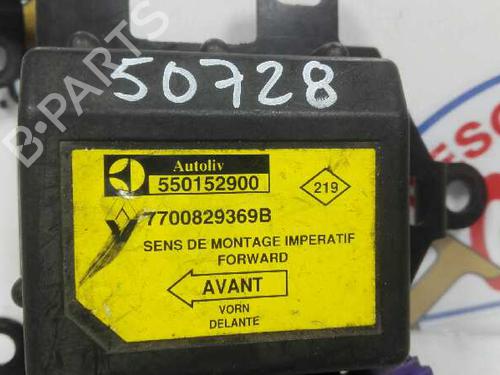 50728
B-PARTS
Autoliv
550152900
219
7700829369B
SENS DE MONTAGE IMPERATIF
FORWARD
AVANT
VORN
DELANTE